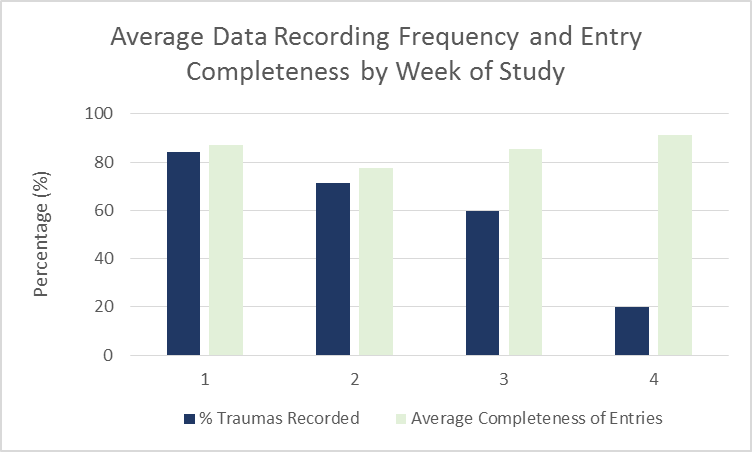 Average Data Recording Frequency and Entry
Completeness by Week of Study
Percentage (%)
100
80
60
40
20
0
1 2 3 4
% Traumas Recorded Average Completeness of Entries